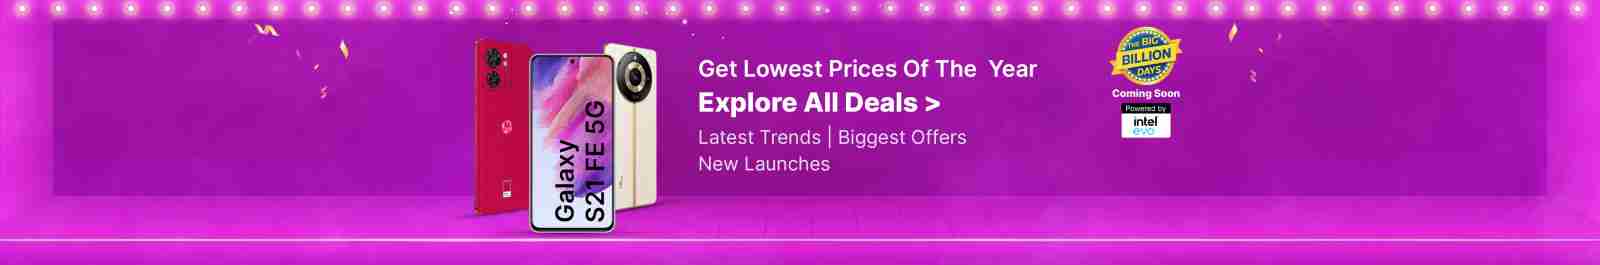 Galaxy
S21 FE 5G
Get Lowest Prices Of The Year
Explore All Deals >
Latest Trends | Biggest Offers
New Launches
THE BIG
BILLION
DAYS
Coming Soon
Powered by
intel
evo